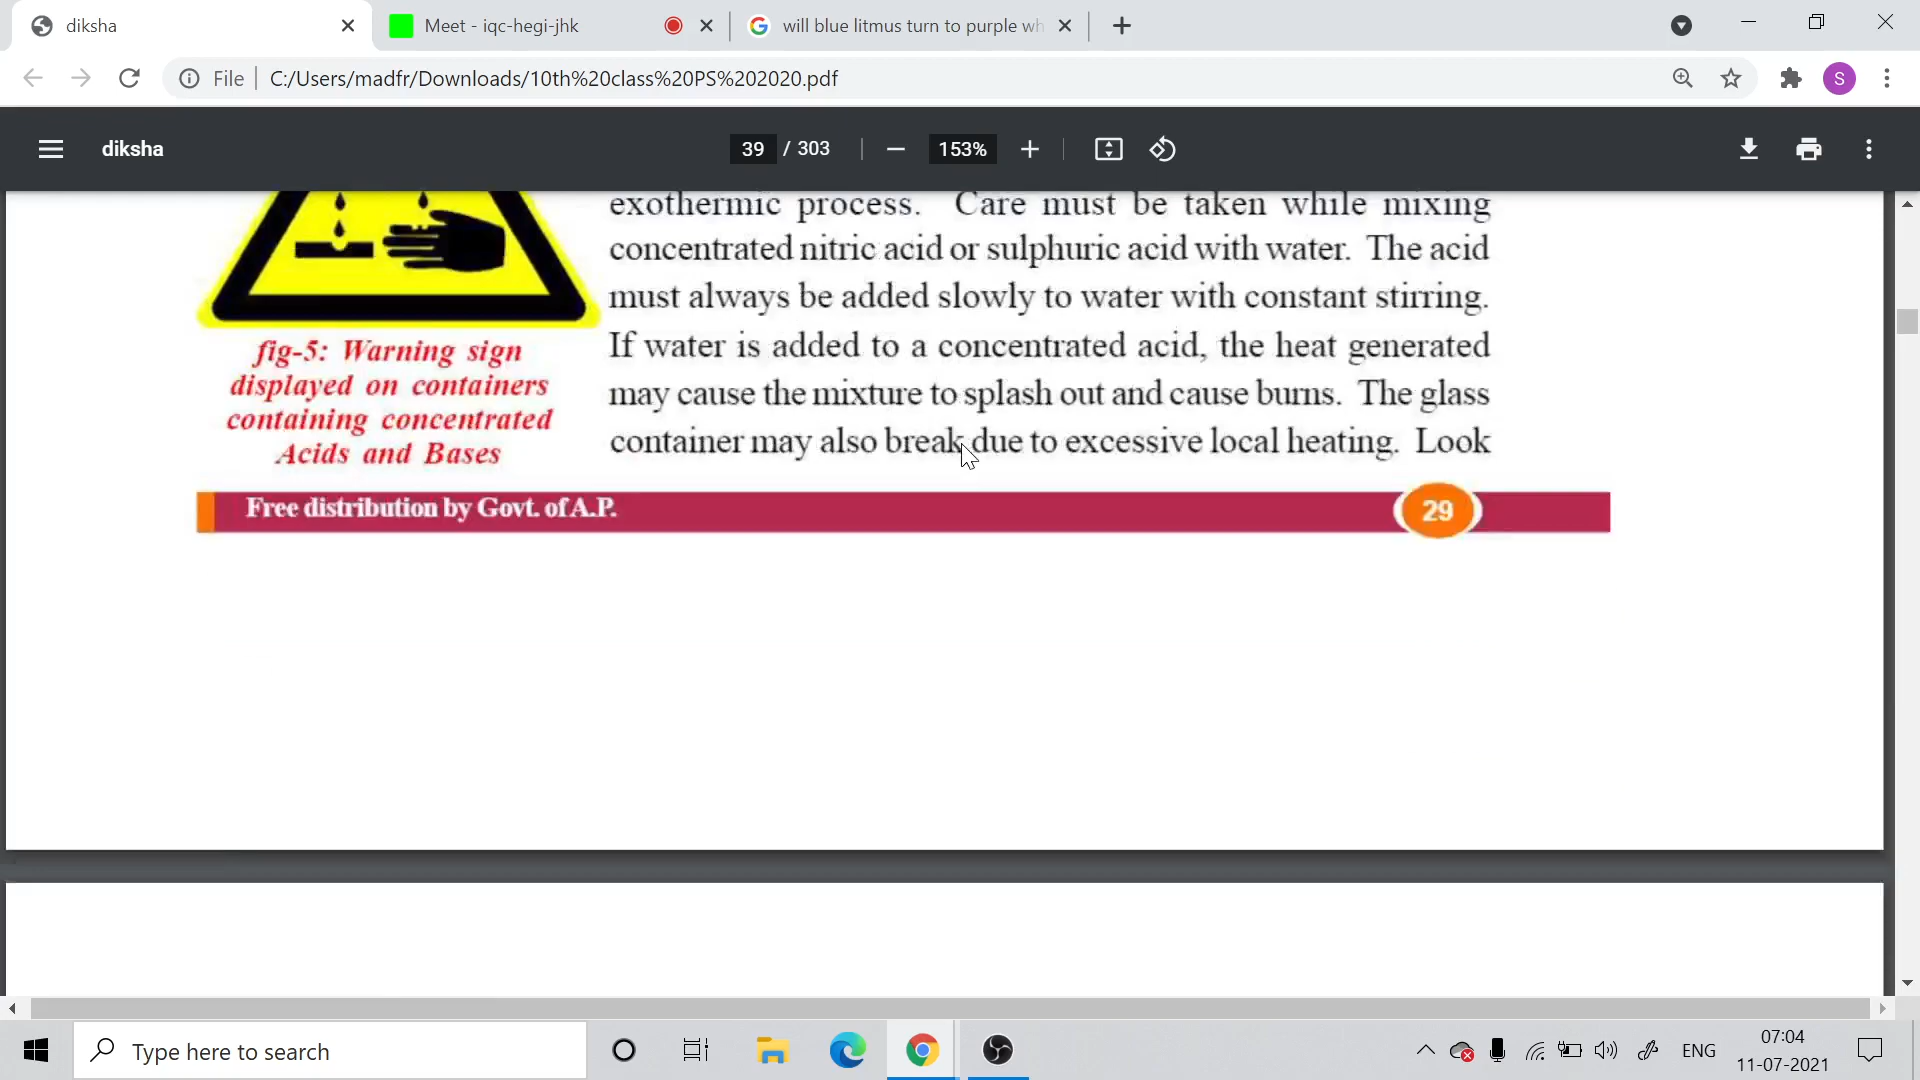 diksha
Meet - iqc-hegi-jhk
will blue litmus turn to purple wh
File
C:/Users/madfr/Downloads/10th%20class%20PS%202020.pdf
S
diksha
39 / 303
153%
exothermic process. Care must be taken while mixing
concentrated nitric acid or sulphuric acid with water. The acid
must always be added slowly to water with constant stirring.
If water is added to a concentrated acid, the heat generated
may cause the mixture to splash out and cause burns. The glass
container may also break due to excessive local heating. Look
fig-5: Warning sign
displayed on containers
containing concentrated
Acids and Bases
Free distribution by Govt. of A.P.
29
Type here to search
ENG
07:04
11-07-2021